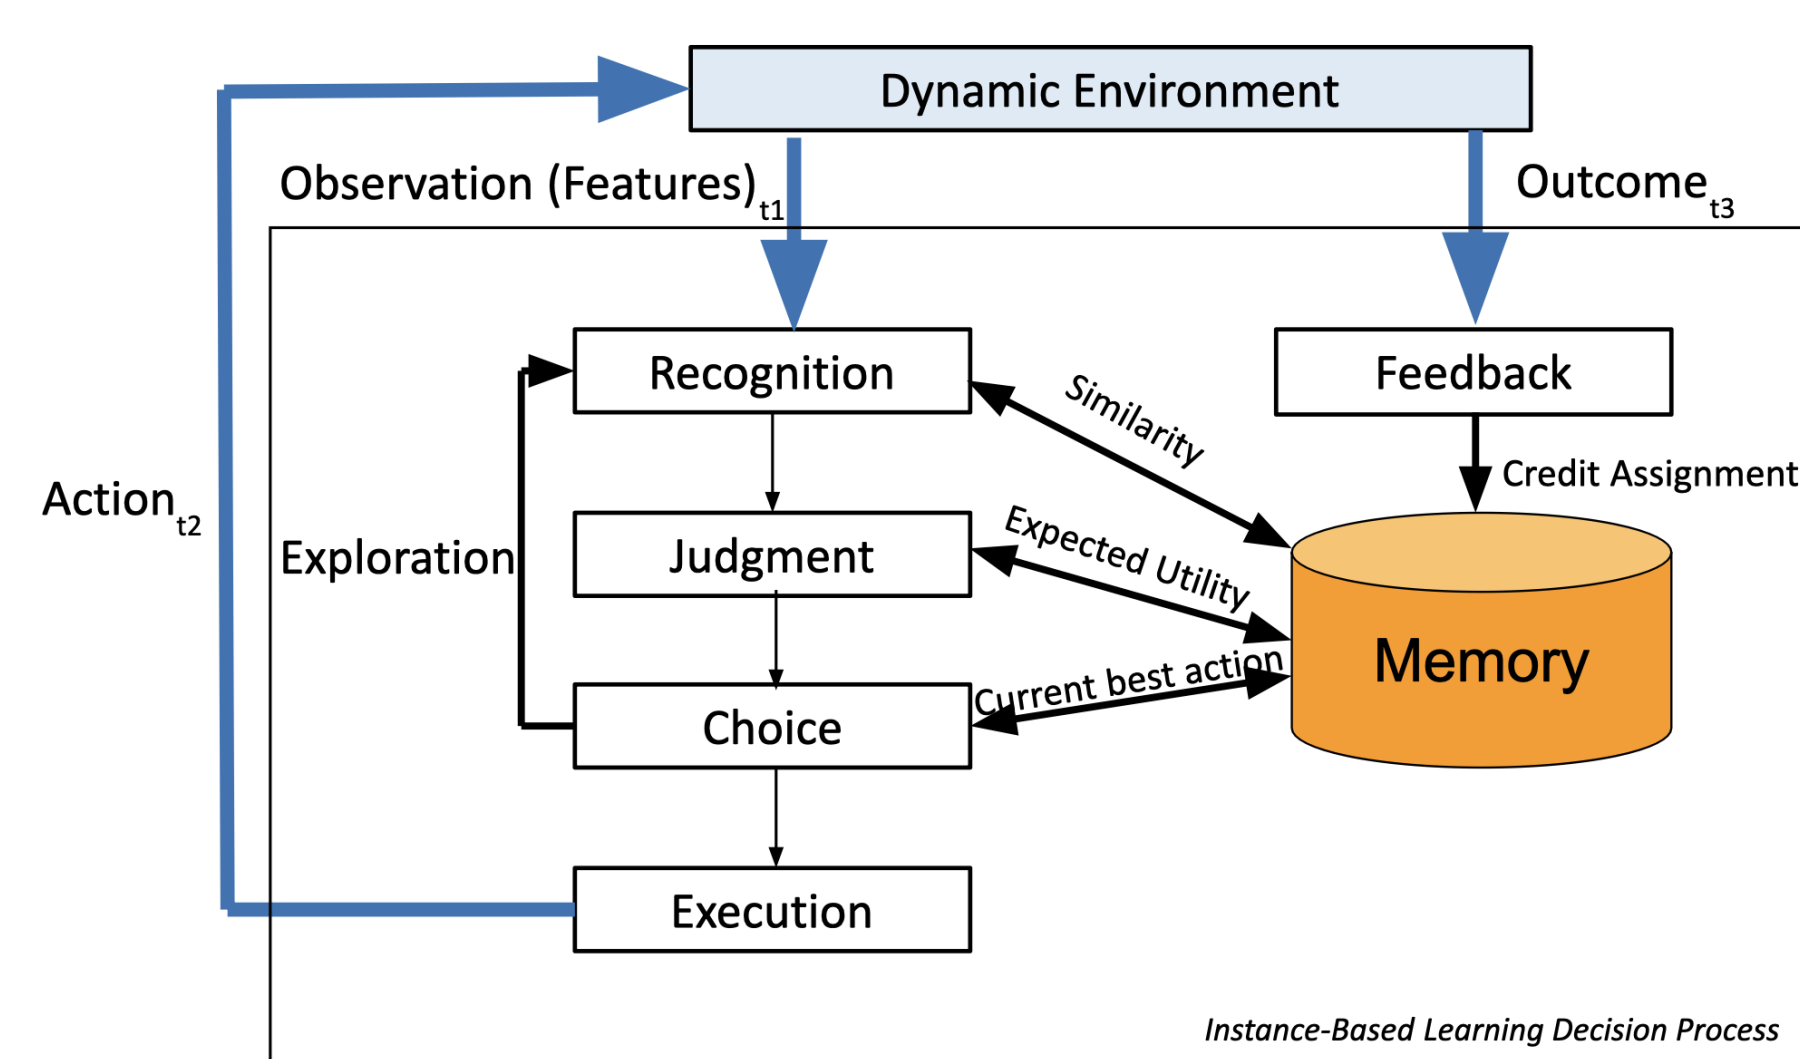 Dynamic Environment
Observation (Features)t1
Outcomet3
Recognition
Feedback
Similarity
Credit Assignment
Actiont2
Exploration
Judgment
Expected Utility
Memory
Current best action
Choice
Execution
Instance-Based Learning Decision Process